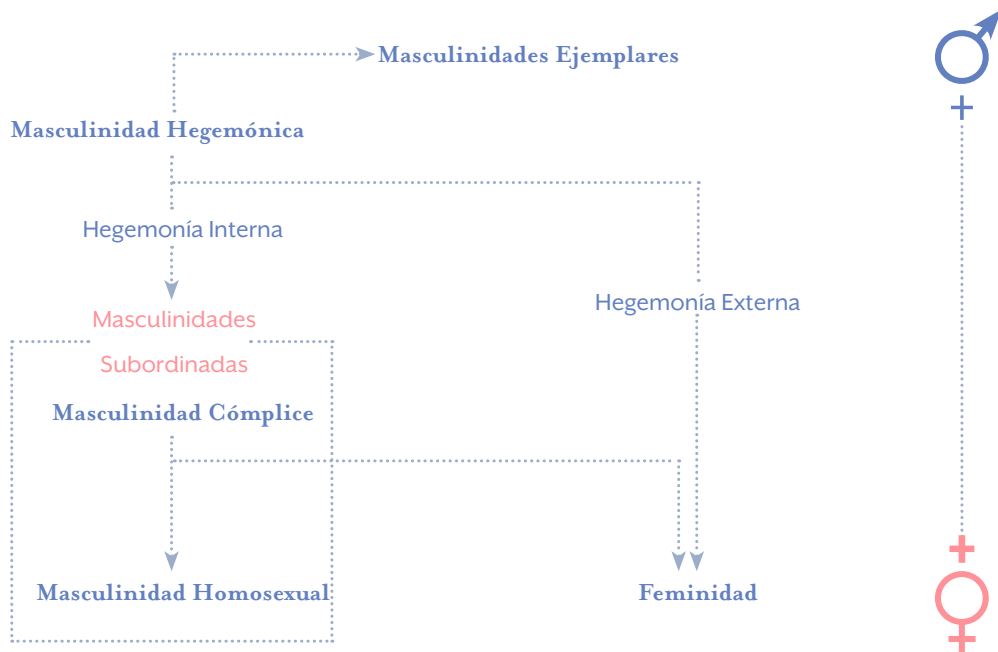 Masculinidades Ejemplares
Masculinidad Hegemónica
+
Hegemonía Interna
Hegemonía Externa
Masculinidades
Subordinadas
Masculinidad Cómplice
+
Masculinidad Homosexual
Feminidad